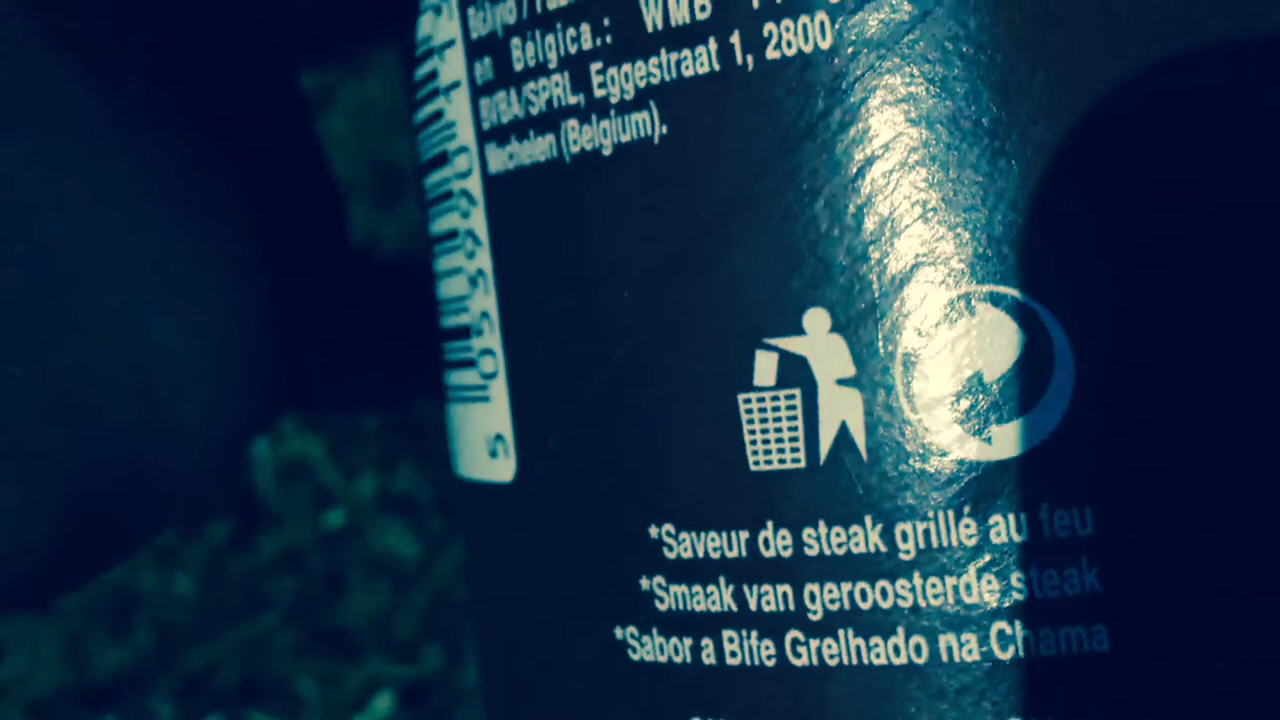 en Bélgica.: WMB
BVBA/SPRL, Eggestraat 1, 2800
Mechelen (Belgium).
*Saveur de steak grillé au feu
*Smaak van geroosterde steak
*Sabor a Bife Grelhado na Chama